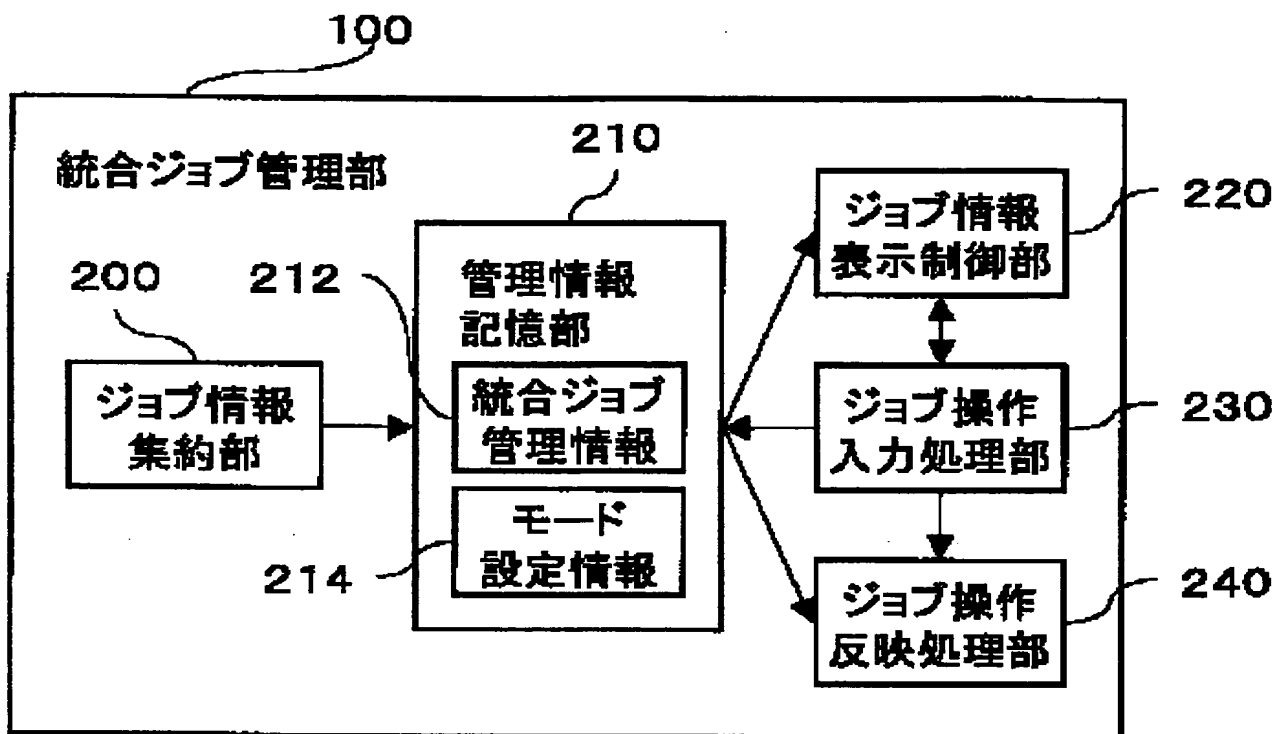 100
統合ジョブ管理部
210
管理情報
記憶部
212
統合ジョブ
管理情報
214
モード
設定情報
200
ジョブ情報
集約部
220
ジョブ情報
表示制御部
230
ジョブ操作
入力処理部
240
ジョブ操作
反映処理部